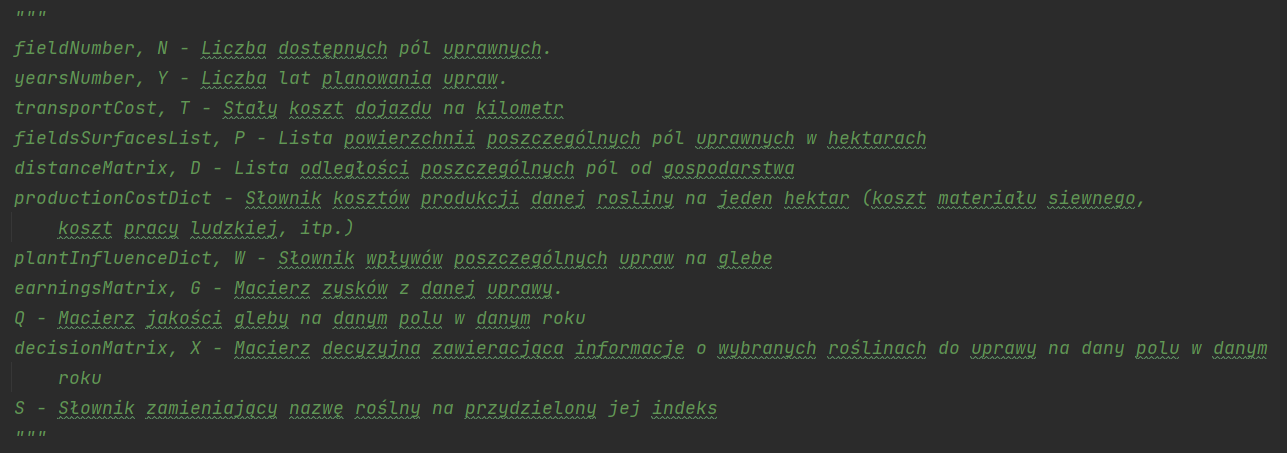 """
fieldNumber, N - Liczba dostępnych pól uprawnych.
yearsNumber, Y - Liczba lat planowania upraw.
transportCost, T - Stały koszt dojazdu na kilometr
fieldsSurfacesList, P - Lista powierzchnii poszczególnych pól uprawnych w hektarach
distanceMatrix, D - Lista odległości poszczególnych pól od gospodarstwa
productionCostDict - Słownik kosztów produkcji danej rosliny na jeden hektar (koszt materiału siewnego,
koszt pracy ludzkiej, itp.)
plantInfluenceDict, W - Słownik wpływów poszczególnych upraw na glebe
earningsMatrix, G - Macierz zysków z danej uprawy.
Q - Macierz jakości gleby na danym polu w danym roku
decisionMatrix, X - Macierz decyzyjna zawieracjąca informacje o wybranych roślinach do uprawy na dany polu w danym
roku
S - Słownik zamieniający nazwę roślny na przydzielony jej indeks
"""